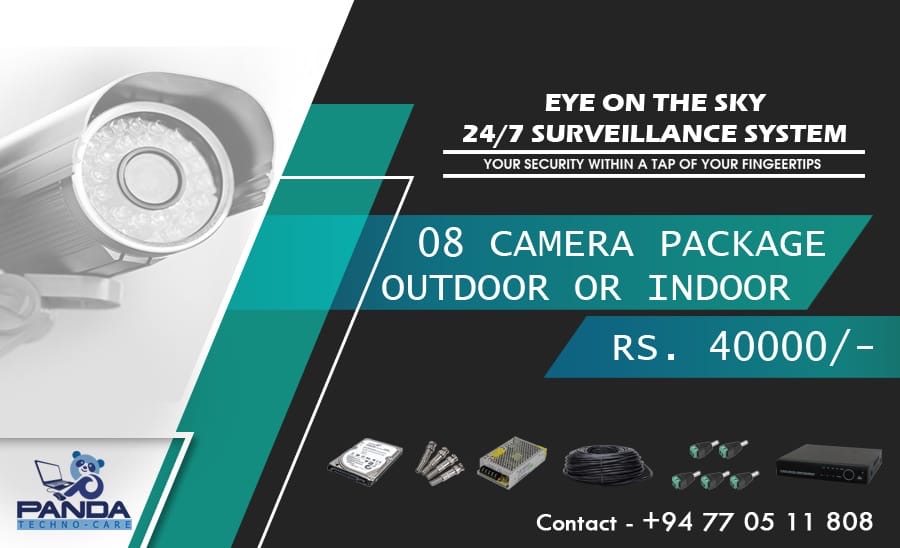 EYE ON THE SKY
24/7 SURVEILLANCE SYSTEM
YOUR SECURITY WITHIN A TAP OF YOUR FINGEERTIPS
08 CAMERA PACKAGE
OUTDOOR OR INDOOR
RS. 40000/-
PANDA
TECHNO-CARE
Contact - +94 77 05 11 808